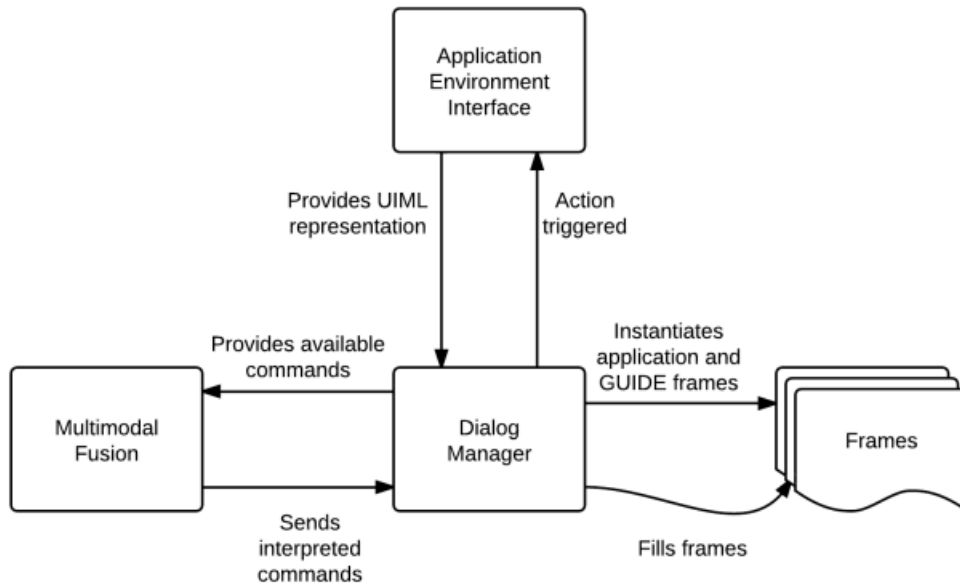 Application
Environment
Interface
Provides UIML
representation
Action
triggered
Provides available
commands
Instantiates
application and
GUIDE frames
Multimodal
Fusion
Dialog
Manager
Frames
Sends
interpreted
commands
Fills frames